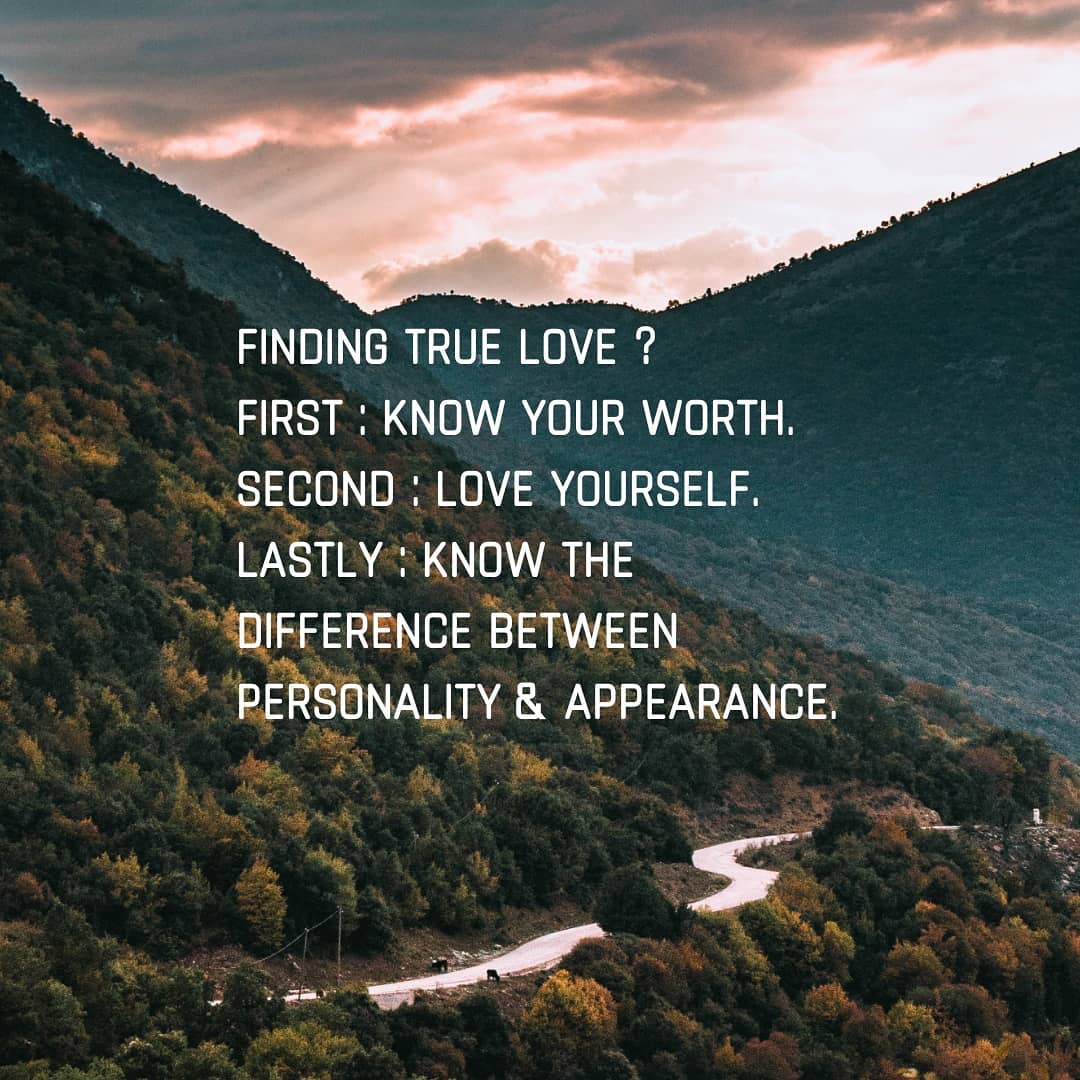 FINDING TRUE LOVE ?
FIRST : KNOW YOUR WORTH.
SECOND : LOVE YOURSELF.
LASTLY : KNOW THE
DIFFERENCE BETWEEN
PERSONALITY & APPEARANCE.